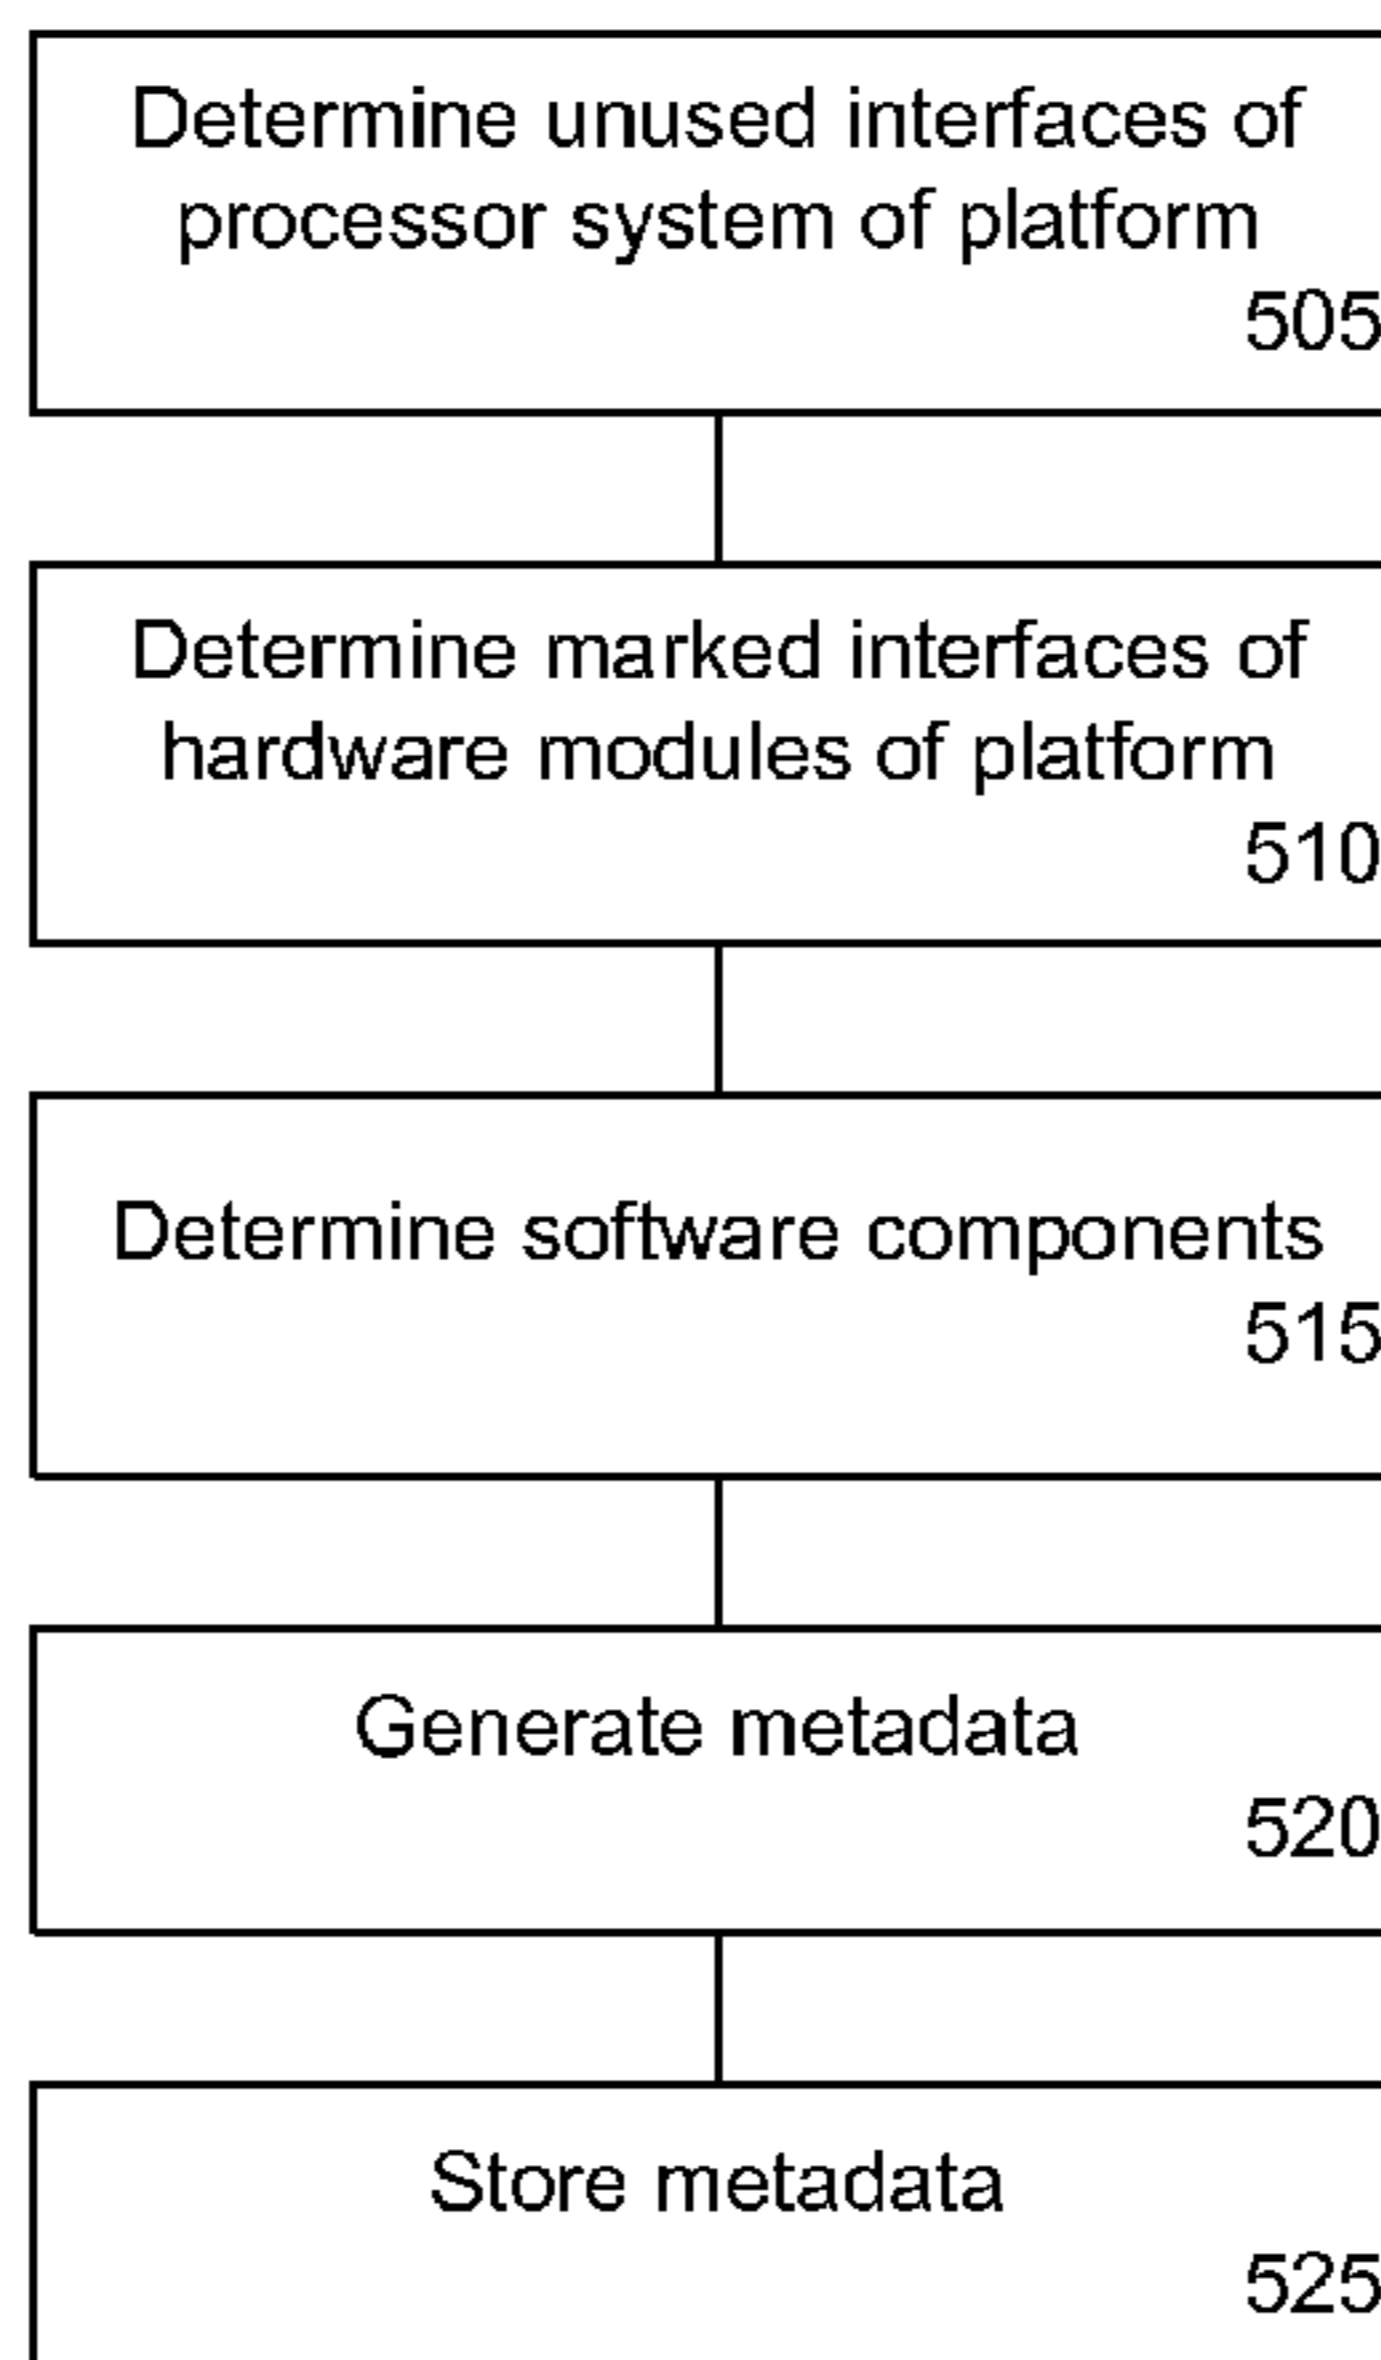 Determine unused interfaces of
processor system of platform
505
Determine marked interfaces of
hardware modules of platform
510
Determine software components
515
Generate metadata
520
Store metadata
525